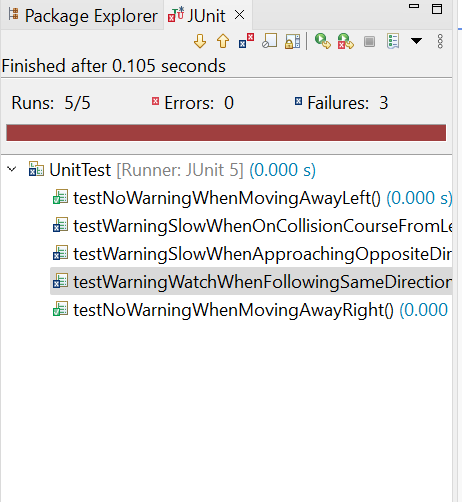 Package Explorer JUnit
Finished after 0.105 seconds
Runs: 5/5 Errors: 0 Failures: 3
UnitTest [Runner: JUnit 5] (0.000 s)
testNoWarningWhenMovingAwayLeft() (0.000 s)
testWarningSlowWhenOnCollisionCourseFromLe
testWarningSlowWhenApproachingOppositeDir
testWarningWatchWhenFollowingSameDirection
testNoWarningWhenMovingAwayRight() (0.000